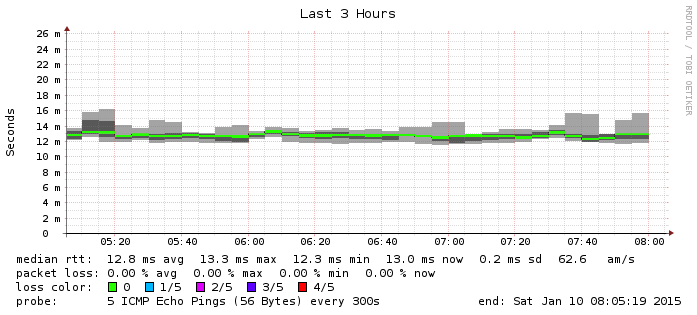 Last 3 Hours
RRDTOOL / TOBI OETIKER
Seconds
26 m
24 m
22 m
20 m
18 m
16 m
14 m
12 m
10 m
8 m
6 m
4 m
2 m
0
05:20 05:40 06:00 06:20 06:40 07:00 07:20 07:40 08:00
median rtt: 12.8 ms avg 13.3 ms max 12.3 ms min 13.0 ms now 0.2 ms sd 62.6 am/s
packet loss: 0.00 % avg 0.00 % max 0.00 % min 0.00 % now
loss color: 0 1/5 2/5 3/5 4/5
probe: 5 ICMP Echo Pings (56 Bytes) every 300s end: Sat Jan 10 08:05:19 2015